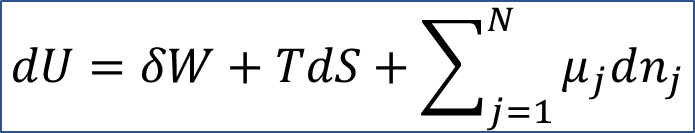 dU = δW + TdS + ∑_{j=1}^{N} μ_j dn_j